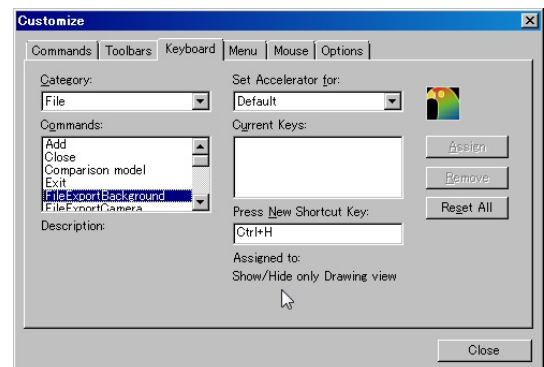 Customize
Commands Toolbars Keyboard Menu Mouse Options
Category:
File
Commands:
Add
Close
Comparison model
Exit
FileExportBackground
FileExportCamera
Description:
Set Accelerator for:
Default
Current Keys:
Press New Shortcut Key:
Ctrl+H
Assigned to:
Show/Hide only Drawing view
Assign
Remove
Reset All
Close